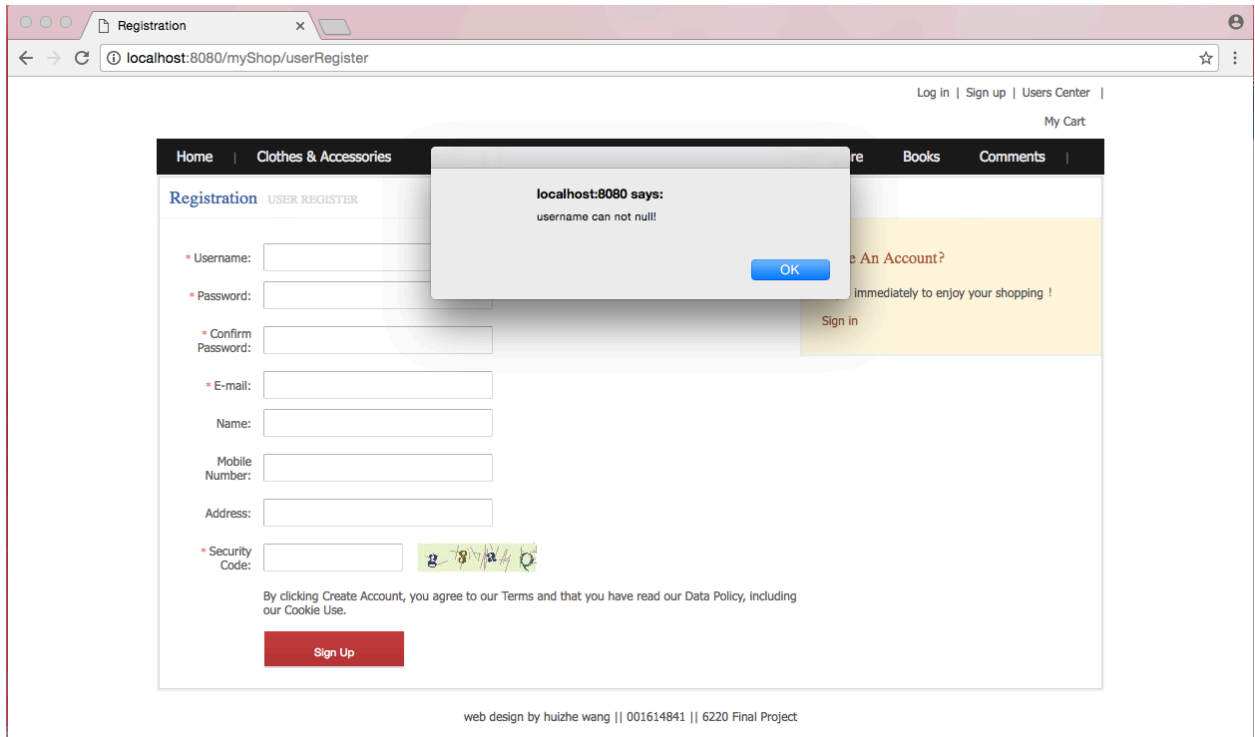 Registration
localhost:8080/myShop/userRegister
Log in | Sign up | Users Center |
My Cart
Home | Clothes & Accessories
re Books Comments |
localhost:8080 says:
username can not null!
OK
Registration USER REGISTER
* Username:
* Password:
* Confirm
Password:
* E-mail:
Name:
Mobile
Number:
Address:
* Security
Code:
e An Account?
immediately to enjoy your shopping !
Sign in
By clicking Create Account, you agree to our Terms and that you have read our Data Policy, including
our Cookie Use.
Sign Up
web design by huizhe wang || 001614841 || 6220 Final Project